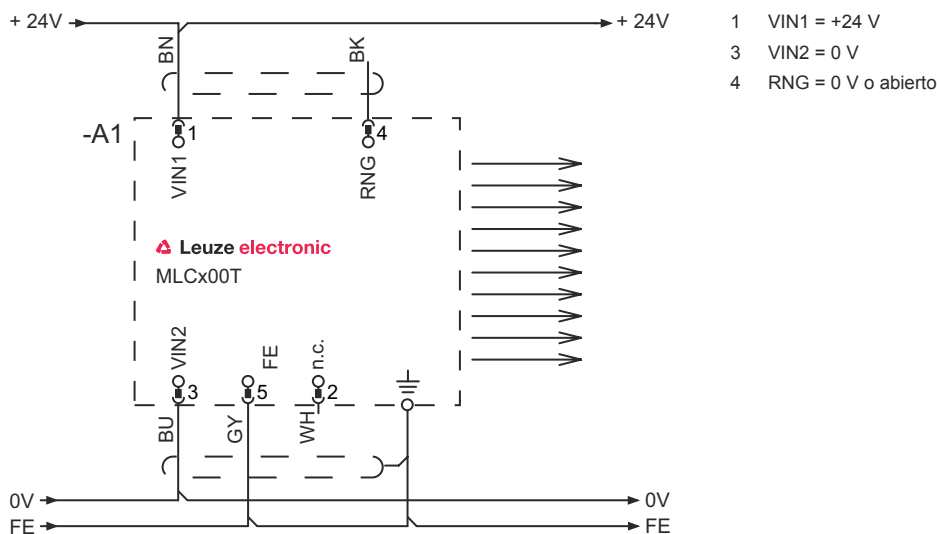 + 24V
+ 24V
1 VIN1 = +24 V
3 VIN2 = 0 V
4 RNG = 0 V o abierto
BN
BK
-A1
1
4
VIN1
RNG
Leuze electronic
MLCx00T
VIN2
FE
n.c.
3
5
2
BU
GY
WH
0V
0V
FE
FE